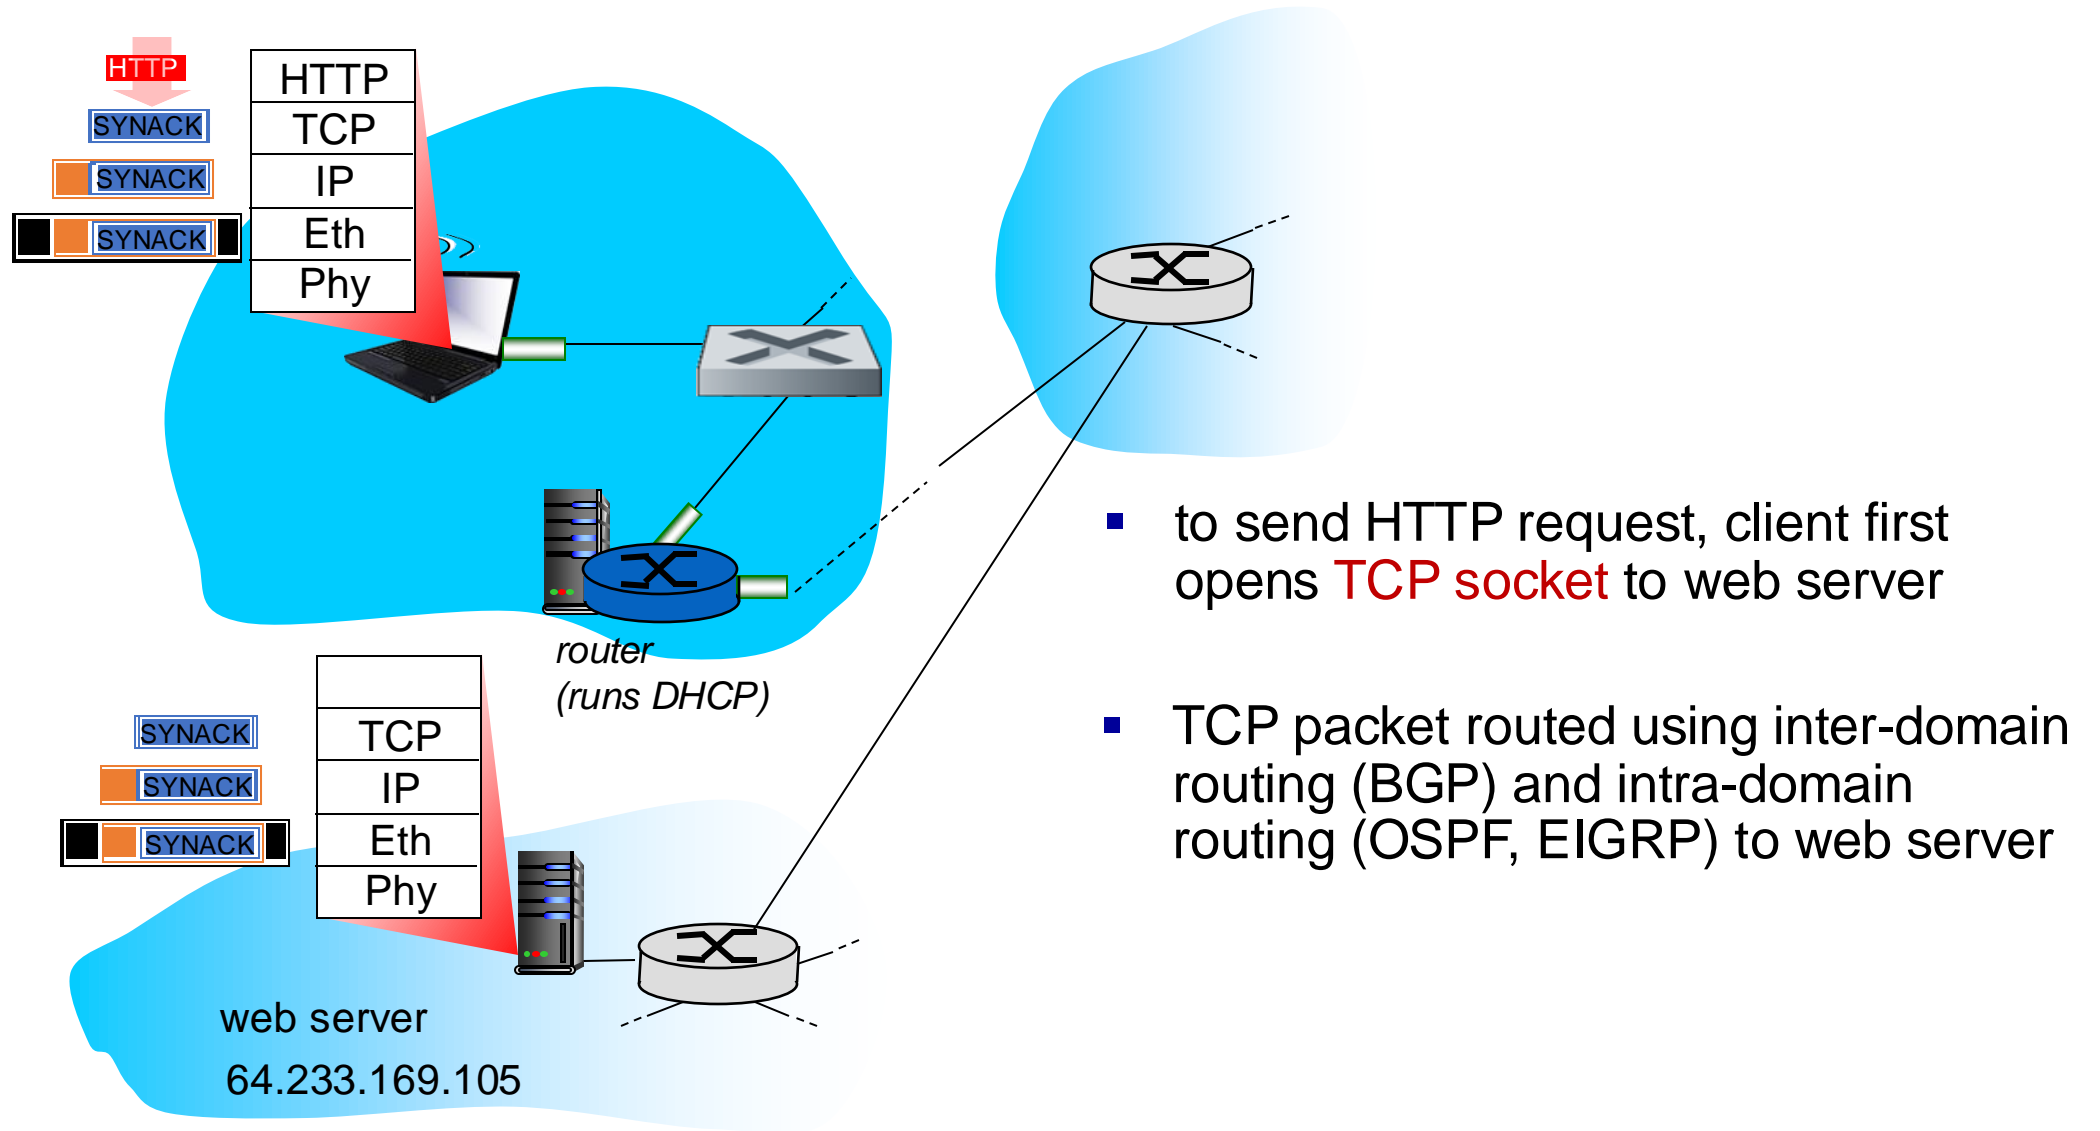 HTTP
SYNACK
SYNACK
SYNACK
HTTP
TCP
IP
Eth
Phy
router
(runs DHCP)
SYNACK
SYNACK
SYNACK
TCP
IP
Eth
Phy
web server
64.233.169.105
▪ to send HTTP request, client first
opens TCP socket to web server
▪ TCP packet routed using inter-domain
routing (BGP) and intra-domain
routing (OSPF, EIGRP) to web server